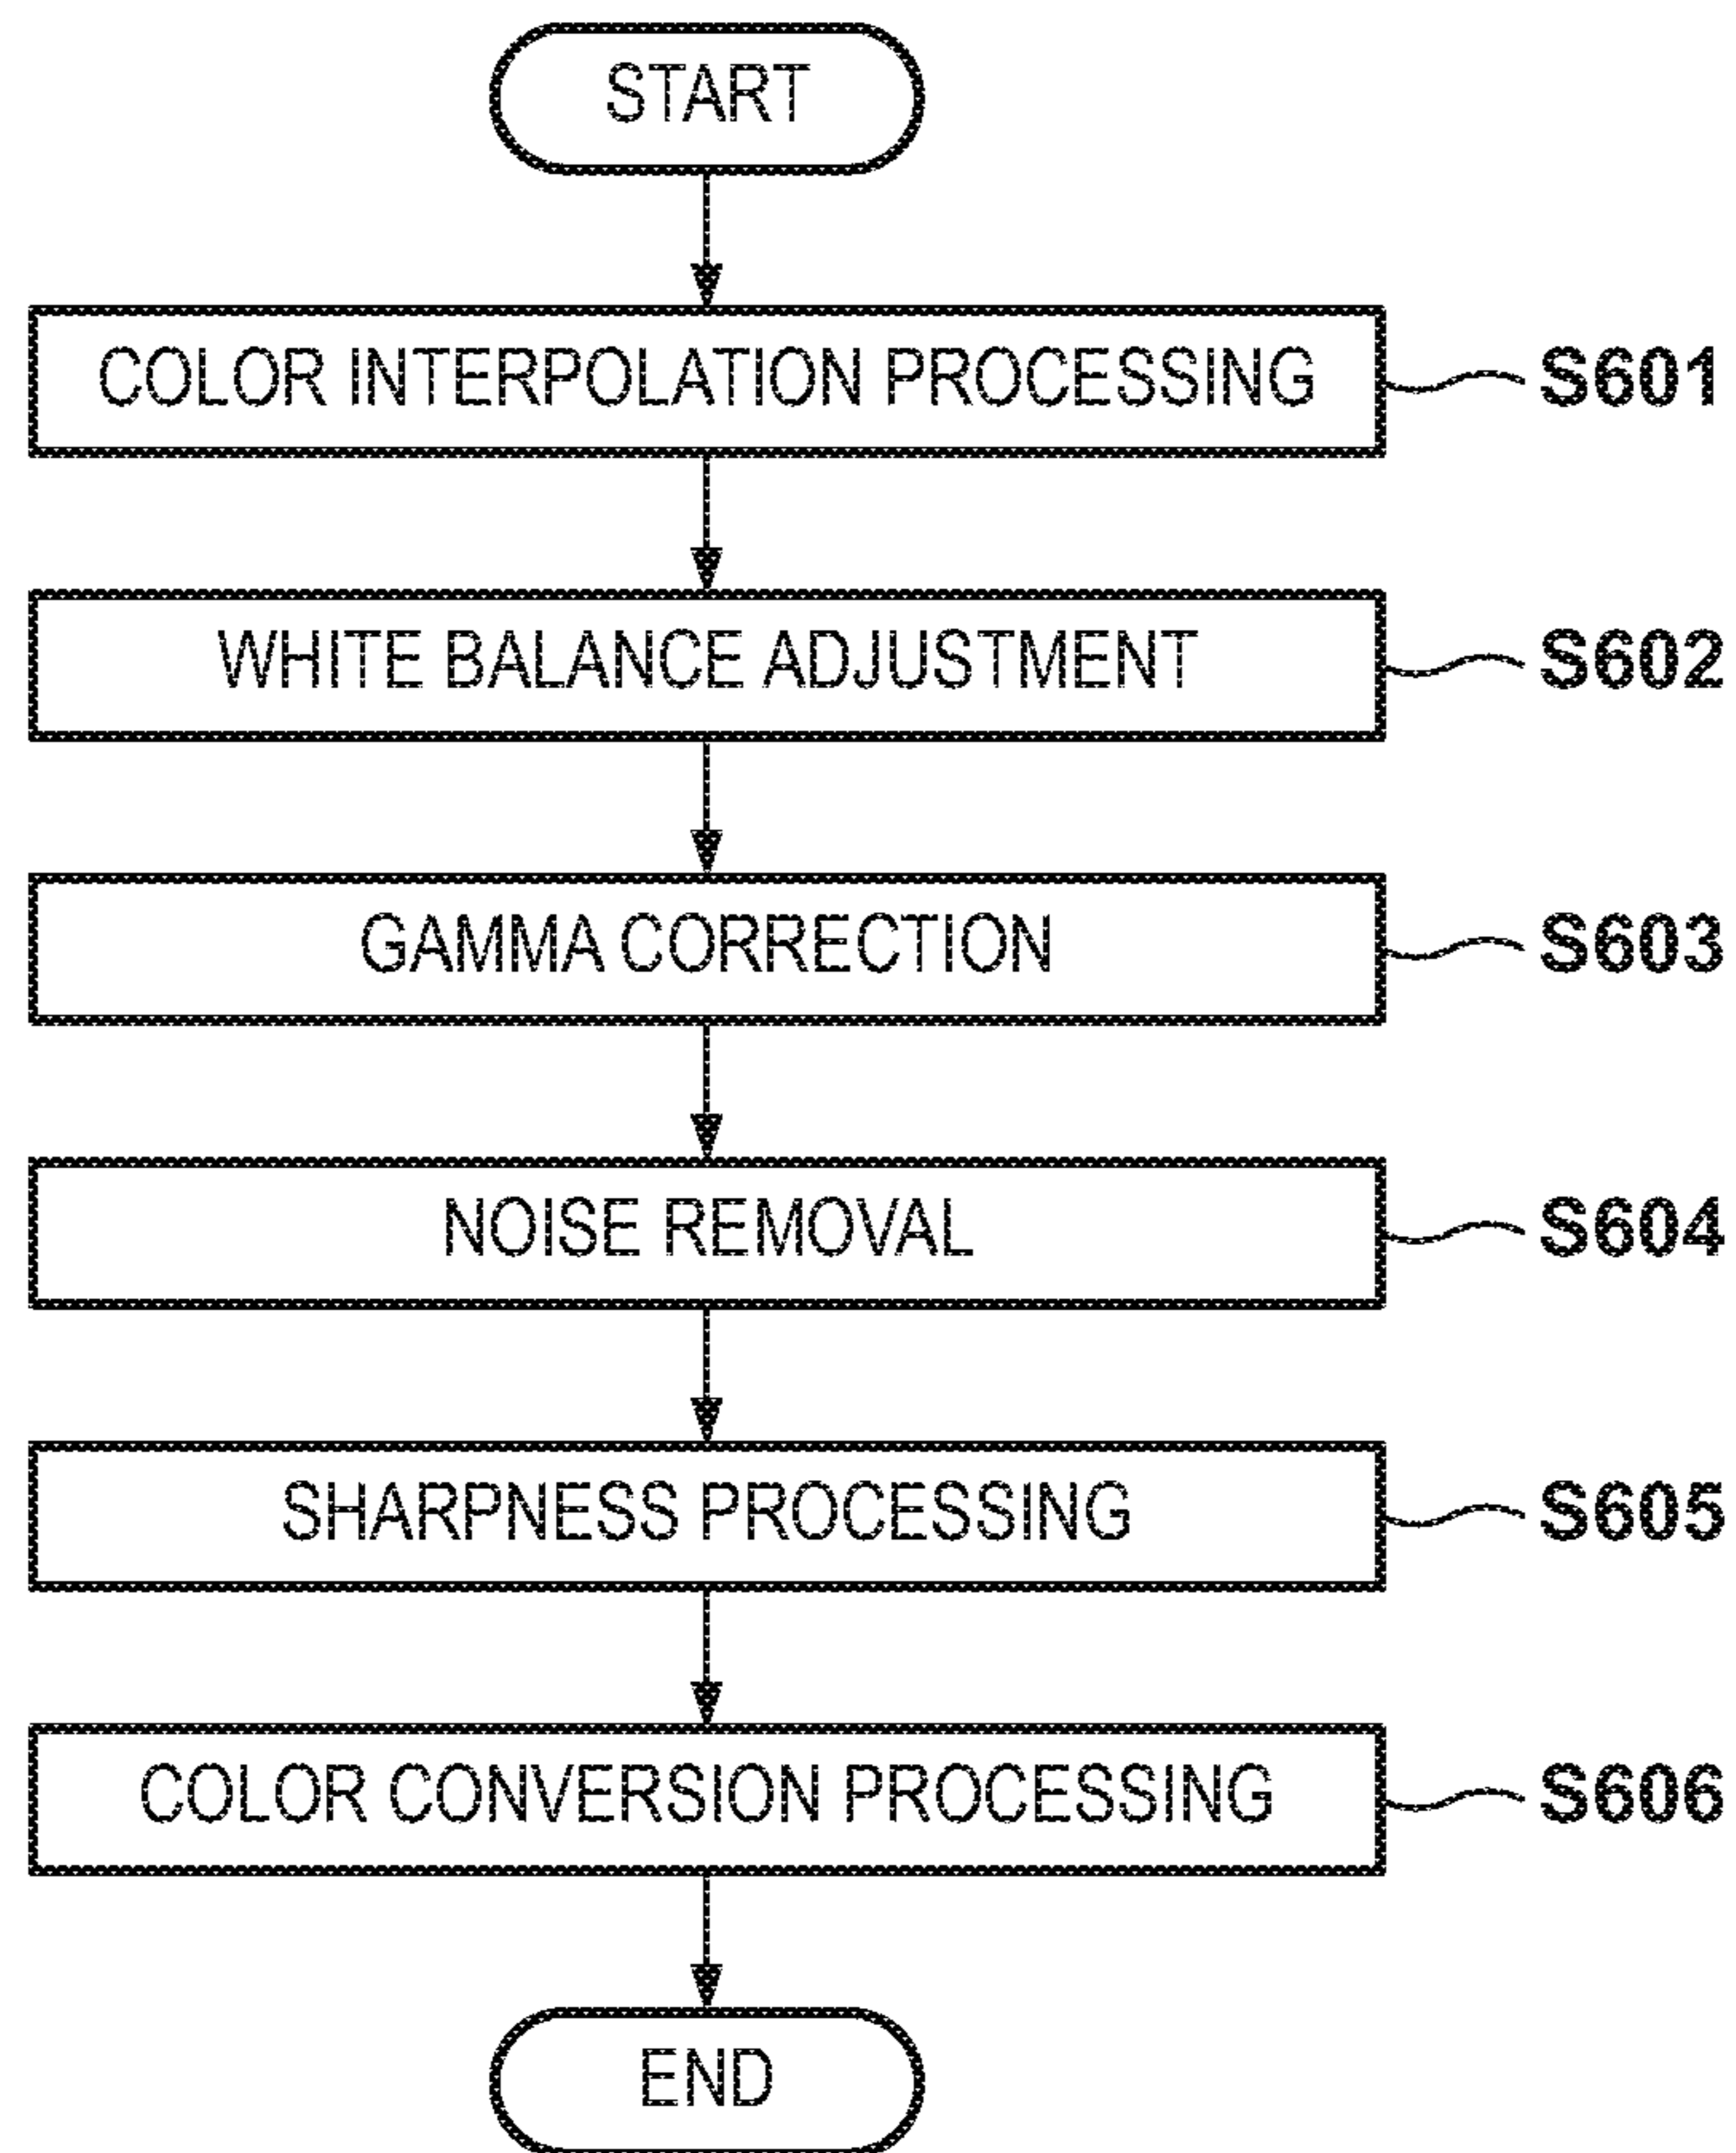 START
COLOR INTERPOLATION PROCESSING S601
WHITE BALANCE ADJUSTMENT S602
GAMMA CORRECTION S603
NOISE REMOVAL S604
SHARPNESS PROCESSING S605
COLOR CONVERSION PROCESSING S606
END